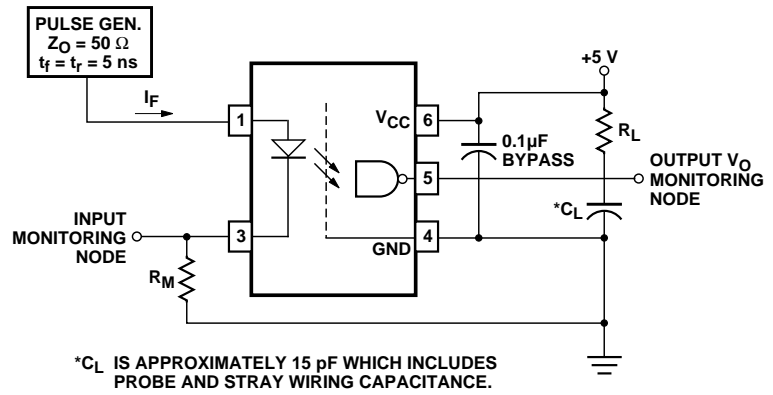 PULSE GEN.
Z_O = 50 Ω
t_f = t_r = 5 ns
+5 V
I_F
1
V_CC
6
0.1µF
BYPASS
R_L
5
OUTPUT V_O
MONITORING
NODE
*C_L
INPUT
MONITORING
NODE
3
GND
4
R_M
*C_L IS APPROXIMATELY 15 pF WHICH INCLUDES
PROBE AND STRAY WIRING CAPACITANCE.